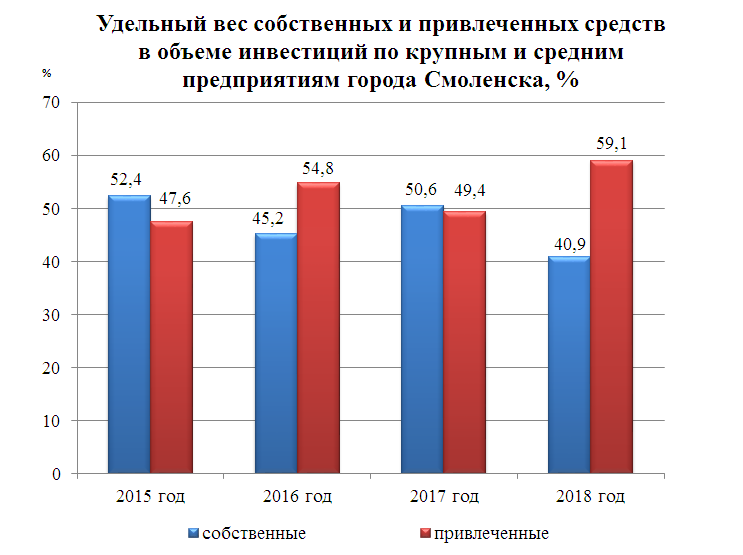 Удельный вес собственных и привлеченных средств
в объеме инвестиций по крупным и средним
предприятиям города Смоленска, %
%
70
60
50
40
30
20
10
0
52,4
47,6
45,2
54,8
50,6
49,4
40,9
59,1
2015 год
2016 год
2017 год
2018 год
собственные
привлеченные